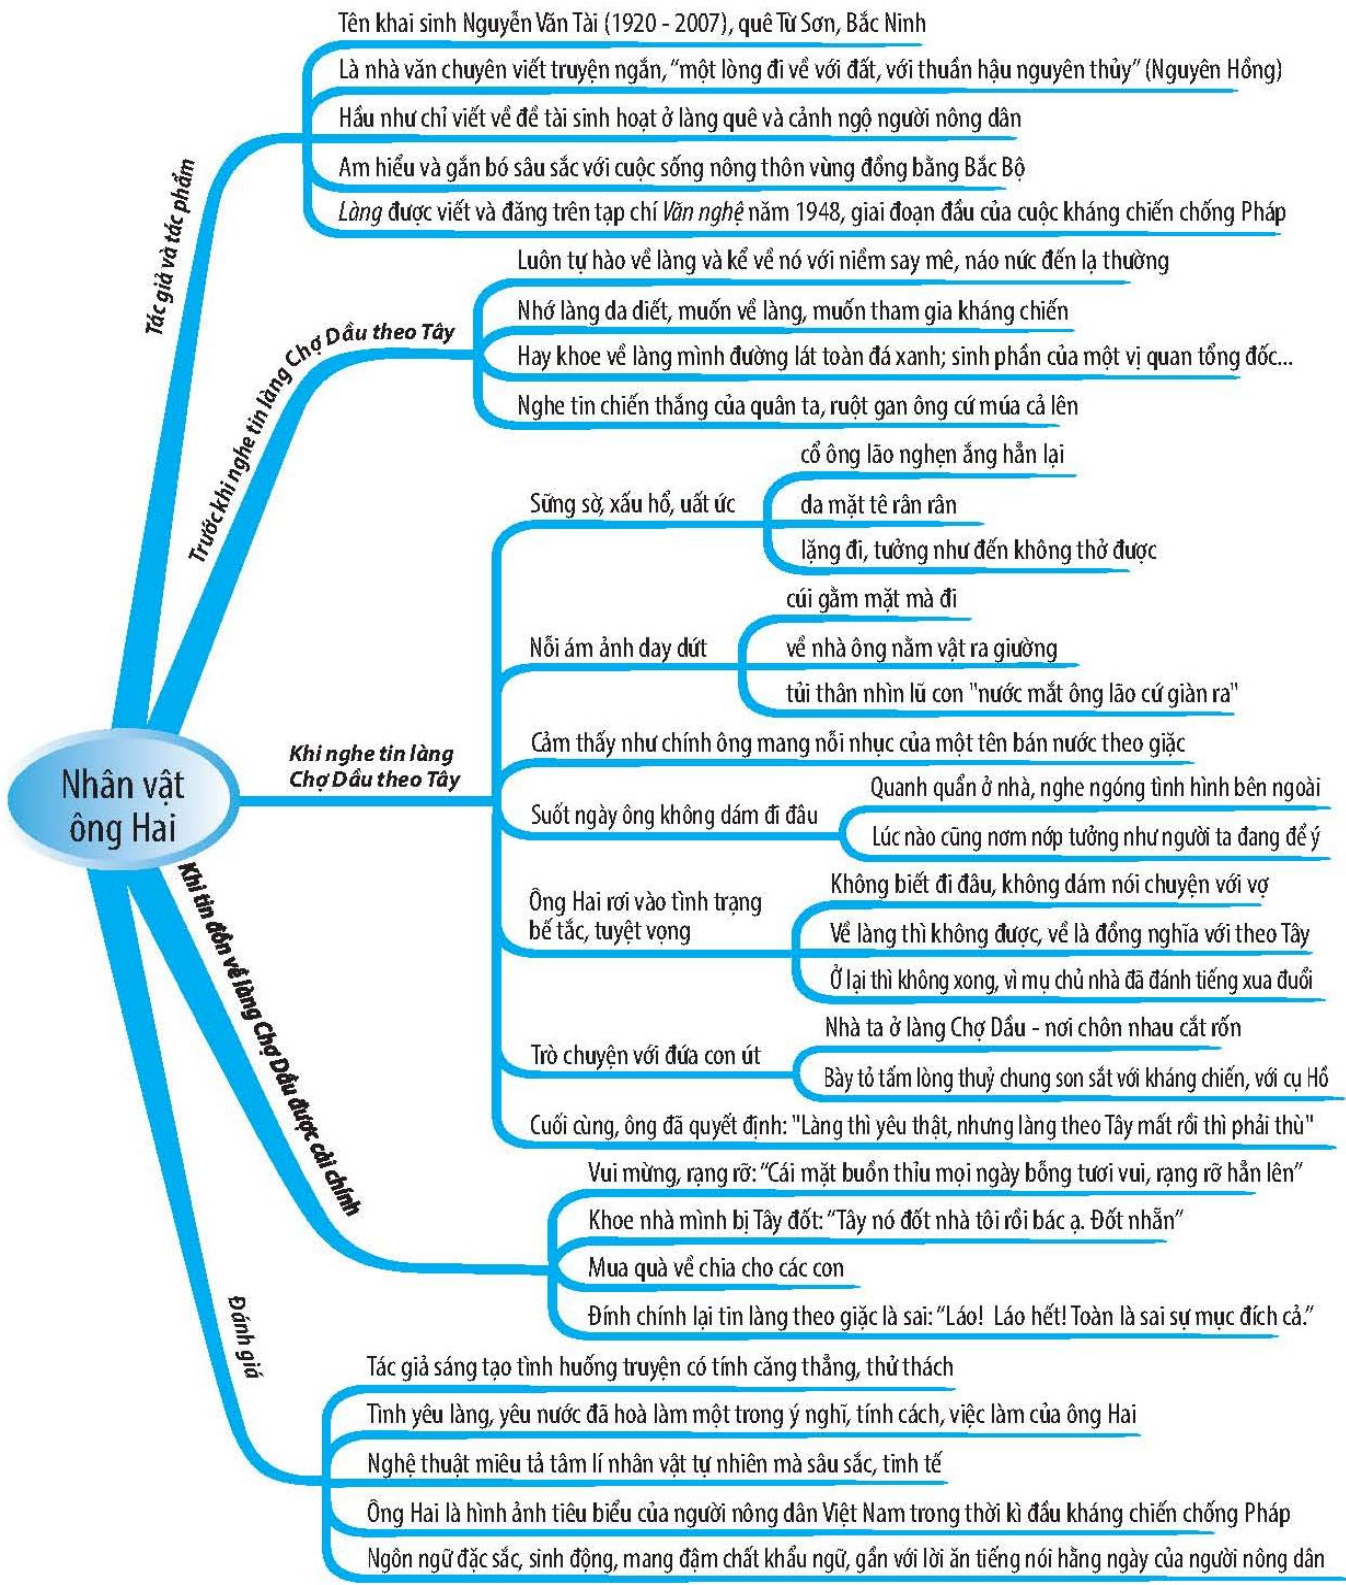 Tên khai sinh Nguyễn Văn Tài (1920 - 2007), quê Từ Sơn, Bắc Ninh
Là nhà văn chuyên viết truyện ngắn, “một lòng đi về với đất, với thuần hậu nguyên thủy” (Nguyên Hồng)
Hầu như chỉ viết về đề tài sinh hoạt ở làng quê và cảnh ngộ người nông dân
Am hiểu và gắn bó sâu sắc với cuộc sống nông thôn vùng đồng bằng Bắc Bộ
Làng được viết và đăng trên tạp chí Văn nghệ năm 1948, giai đoạn đầu của cuộc kháng chiến chống Pháp
Tác giả và tác phẩm
Luôn tự hào về làng và kể về nó với niềm say mê, náo nức đến lạ thường
Nhớ làng da diết, muốn về làng, muốn tham gia kháng chiến
Hay khoe về làng mình đường lát toàn đá xanh; sinh phần của một vị quan tổng đốc...
Nghe tin chiến thắng của quân ta, ruột gan ông cứ múa cả lên
Trước khi nghe tin làng Chợ Dầu theo Tây
Sững sờ, xấu hổ, uất ức
cổ ông lão nghẹn ắng hẳn lại
da mặt tê rân rân
lặng đi, tưởng như đến không thở được
Nỗi ám ảnh day dứt
cúi gằm mặt mà đi
về nhà ông nằm vật ra giường
tủi thân nhìn lũ con "nước mắt ông lão cứ giàn ra"
Khi nghe tin làng
Chợ Dầu theo Tây
Cảm thấy như chính ông mang nỗi nhục của một tên bán nước theo giặc
Nhân vật
ông Hai
Suốt ngày ông không dám đi đâu
Quanh quẩn ở nhà, nghe ngóng tình hình bên ngoài
Lúc nào cũng nơm nớp tưởng như người ta đang để ý
Ông Hai rơi vào tình trạng
bế tắc, tuyệt vọng
Không biết đi đâu, không dám nói chuyện với vợ
Về làng thì không được, về là đồng nghĩa với theo Tây
Ở lại thì không xong, vì mụ chủ nhà đã đánh tiếng xua đuổi
Trò chuyện với đứa con út
Nhà ta ở làng Chợ Dầu - nơi chôn nhau cắt rốn
Bày tỏ tấm lòng thuỷ chung son sắt với kháng chiến, với cụ Hồ
Cuối cùng, ông đã quyết định: "Làng thì yêu thật, nhưng làng theo Tây mất rồi thì phải thù"
Khi tin đồn về làng Chợ Dầu được cải chính
Vui mừng, rạng rỡ: “Cái mặt buồn thỉu mọi ngày bỗng tươi vui, rạng rỡ hẳn lên”
Khoe nhà mình bị Tây đốt: “Tây nó đốt nhà tôi rồi bác ạ. Đốt nhẵn”
Mua quà về chia cho các con
Đính chính lại tin làng theo giặc là sai: “Láo! Láo hết! Toàn là sai sự mục đích cả.”
Đánh giá
Tác giả sáng tạo tình huống truyện có tính căng thẳng, thử thách
Tình yêu làng, yêu nước đã hoà làm một trong ý nghĩ, tính cách, việc làm của ông Hai
Nghệ thuật miêu tả tâm lí nhân vật tự nhiên mà sâu sắc, tinh tế
Ông Hai là hình ảnh tiêu biểu của người nông dân Việt Nam trong thời kì đầu kháng chiến chống Pháp
Ngôn ngữ đặc sắc, sinh động, mang đậm chất khẩu ngữ, gần với lời ăn tiếng nói hằng ngày của người nông dân